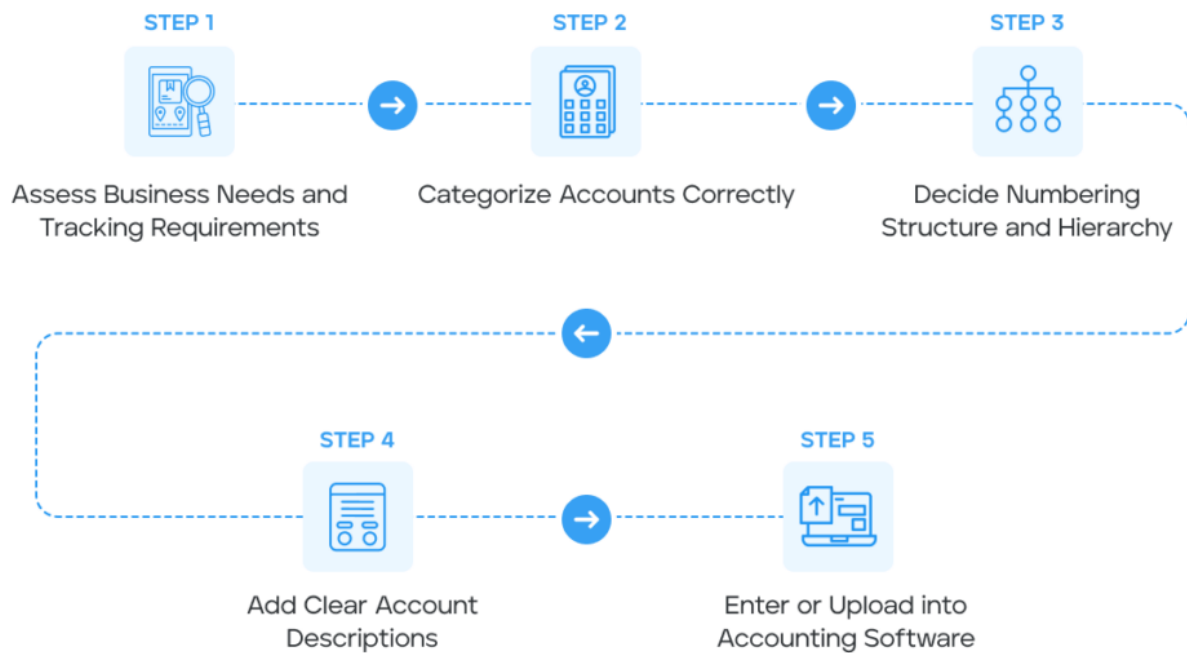 STEP 1
Assess Business Needs and
Tracking Requirements
STEP 2
Categorize Accounts Correctly
STEP 3
Decide Numbering
Structure and Hierarchy
STEP 4
Add Clear Account
Descriptions
STEP 5
Enter or Upload into
Accounting Software